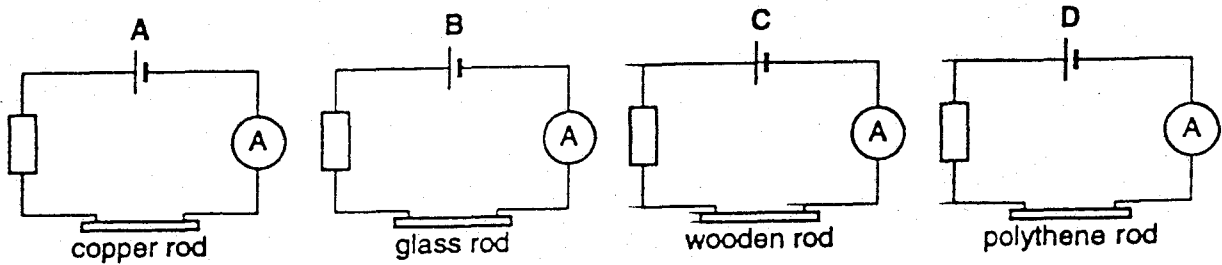 A
B
C
D
A
A
A
A
copper rod
glass rod
wooden rod
polythene rod